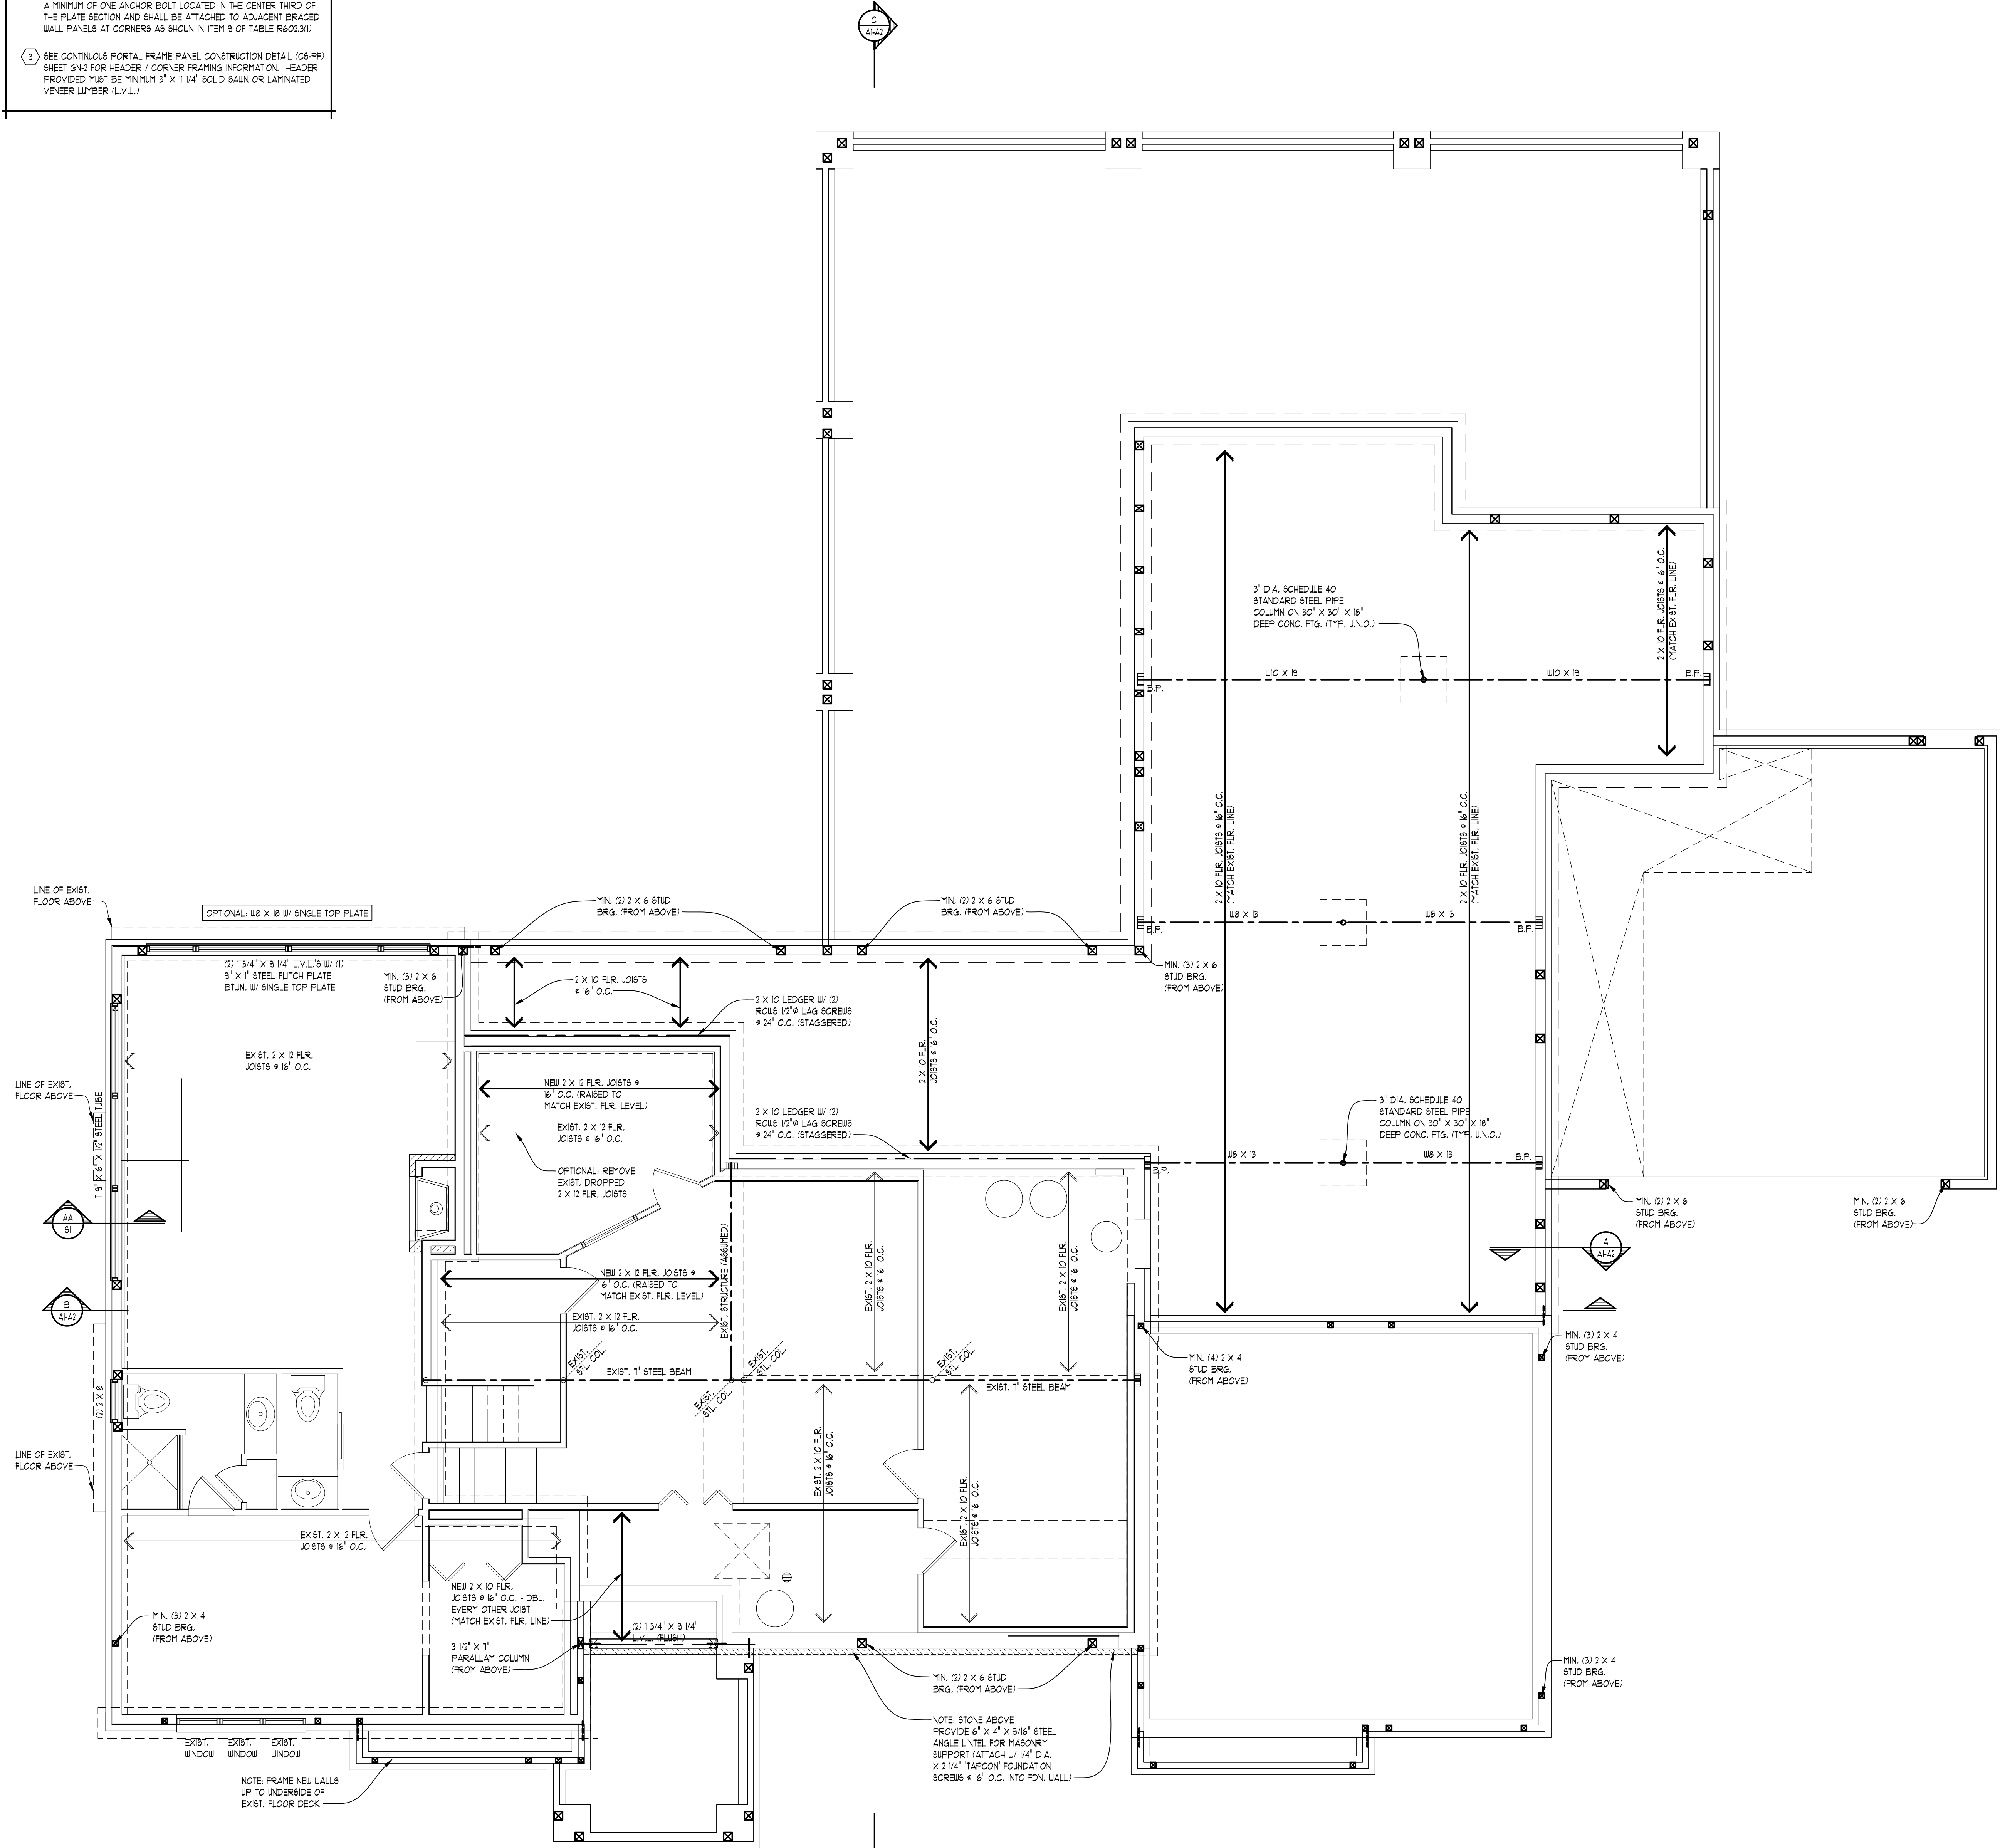 A MINIMUM OF ONE ANCHOR BOLT LOCATED IN THE CENTER THIRD OF
THE PLATE SECTION AND SHALL BE ATTACHED TO ADJACENT BRACED
WALL PANELS AT CORNERS AS SHOWN IN ITEM 9 OF TABLE R602.3(1)
3
SEE CONTINUOUS PORTAL FRAME PANEL CONSTRUCTION DETAIL (CS-PF)
SHEET GN-2 FOR HEADER / CORNER FRAMING INFORMATION. HEADER
PROVIDED MUST BE MINIMUM 3" X 11 1/4" SOLID SAWN OR LAMINATED
VENEER LUMBER (L.V.L.)
C
A1-A2
3" DIA. SCHEDULE 40
STANDARD STEEL PIPE
COLUMN ON 30" X 30" X 18"
DEEP CONC. FTG. (TYP. U.N.O.)
2 X 10 FLR. JOISTS @ 16" O.C.
(MATCH EXIST. FLR. LINE)
W10 X 19
W10 X 19
B.P.
B.P.
2 X 10 FLR. JOISTS @ 16" O.C.
(MATCH EXIST. FLR. LINE)
2 X 10 FLR. JOISTS @ 16" O.C.
(MATCH EXIST. FLR. LINE)
LINE OF EXIST.
FLOOR ABOVE
OPTIONAL: W8 X 18 W/ SINGLE TOP PLATE
MIN. (2) 2 X 6 STUD
BRG. (FROM ABOVE)
MIN. (2) 2 X 6 STUD
BRG. (FROM ABOVE)
W8 X 13
W8 X 13
B.P.
B.P.
(2) 1 3/4" X 9 1/4" L.V.L.'S W/ (1)
9" X 1" STEEL FLITCH PLATE
BTWN. W/ SINGLE TOP PLATE
MIN. (3) 2 X 6
STUD BRG.
(FROM ABOVE)
2 X 10 FLR. JOISTS
@ 16" O.C.
MIN. (3) 2 X 6
STUD BRG.
(FROM ABOVE)
2 X 10 LEDGER W/ (2)
ROWS 1/2"Ø LAG SCREWS
@ 24" O.C. (STAGGERED)
2 X 10 FLR.
JOISTS @ 16" O.C.
EXIST. 2 X 12 FLR.
JOISTS @ 16" O.C.
LINE OF EXIST.
FLOOR ABOVE
T 9" X 6" X 1/2" STEEL TUBE
NEW 2 X 12 FLR. JOISTS @
16" O.C. (RAISED TO
MATCH EXIST. FLR. LEVEL)
EXIST. 2 X 12 FLR.
JOISTS @ 16" O.C.
2 X 10 LEDGER W/ (2)
ROWS 1/2"Ø LAG SCREWS
@ 24" O.C. (STAGGERED)
3" DIA. SCHEDULE 40
STANDARD STEEL PIPE
COLUMN ON 30" X 30" X 18"
DEEP CONC. FTG. (TYP. U.N.O.)
W8 X 13
W8 X 13
B.P.
B.P.
OPTIONAL: REMOVE
EXIST. DROPPED
2 X 12 FLR. JOISTS
MIN. (2) 2 X 6
STUD BRG.
(FROM ABOVE)
MIN. (2) 2 X 6
STUD BRG.
(FROM ABOVE)
AA
S1
A
A1-A2
B
A1-A2
EXIST. STRUCTURE (ASSUMED)
EXIST. 2 X 10 FLR.
JOISTS @ 16" O.C.
EXIST. 2 X 10 FLR.
JOISTS @ 16" O.C.
NEW 2 X 12 FLR. JOISTS @
16" O.C. (RAISED TO
MATCH EXIST. FLR. LEVEL)
EXIST. 2 X 12 FLR.
JOISTS @ 16" O.C.
EXIST.
STL. COL.
EXIST.
STL. COL.
EXIST.
STL. COL.
EXIST.
STL. COL.
EXIST. 7" STEEL BEAM
EXIST. 7" STEEL BEAM
MIN. (4) 2 X 4
STUD BRG.
(FROM ABOVE)
MIN. (3) 2 X 4
STUD BRG.
(FROM ABOVE)
(2) 2 X 8
LINE OF EXIST.
FLOOR ABOVE
EXIST. 2 X 10 FLR.
JOISTS @ 16" O.C.
EXIST. 2 X 10 FLR.
JOISTS @ 16" O.C.
EXIST. 2 X 12 FLR.
JOISTS @ 16" O.C.
NEW 2 X 10 FLR.
JOISTS @ 16" O.C. - DBL.
EVERY OTHER JOIST
(MATCH EXIST. FLR. LINE)
MIN. (3) 2 X 4
STUD BRG.
(FROM ABOVE)
(2) 1 3/4" X 9 1/4"
L.V.L. (FLUSH)
3 1/2" X 7"
PARALLAM COLUMN
(FROM ABOVE)
MIN. (2) 2 X 6 STUD
BRG. (FROM ABOVE)
MIN. (3) 2 X 4
STUD BRG.
(FROM ABOVE)
NOTE: STONE ABOVE
PROVIDE 6" X 4" X 5/16" STEEL
ANGLE LINTEL FOR MASONRY
SUPPORT (ATTACH W/ 1/4" DIA.
X 2 1/4" 'TAPCON' FOUNDATION
SCREWS @ 16" O.C. INTO FDN. WALL)
EXIST.
WINDOW
EXIST.
WINDOW
EXIST.
WINDOW
NOTE: FRAME NEW WALLS
UP TO UNDERSIDE OF
EXIST. FLOOR DECK